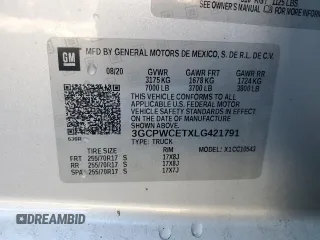 SEE OWNER'S MANUAL
1125 LBS
GM
MFD BY GENERAL MOTORS DE MEXICO, S. DE R.L. DE C.V.
08/20 GVWR GAWR FRT GAWR RR
3175 KG 1678 KG 1724 KG
7000 LB 3700 LB 3800 LB
THIS VEHICLE CONFORMS TO ALL APPLICABLE
U.S. FEDERAL MOTOR VEHICLE SAFETY
STANDARDS IN EFFECT ON THE DATE OF
MANUFACTURE SHOWN ABOVE.
3GCPWCETXLG421791
TYPE: TRUCK
TIRE SIZE RIM
FRT 255/70R17 S 17X8J
RR 255/70R17 S 17X8J
SPA 255/70R17 S 17X7J
AutoBidMaster